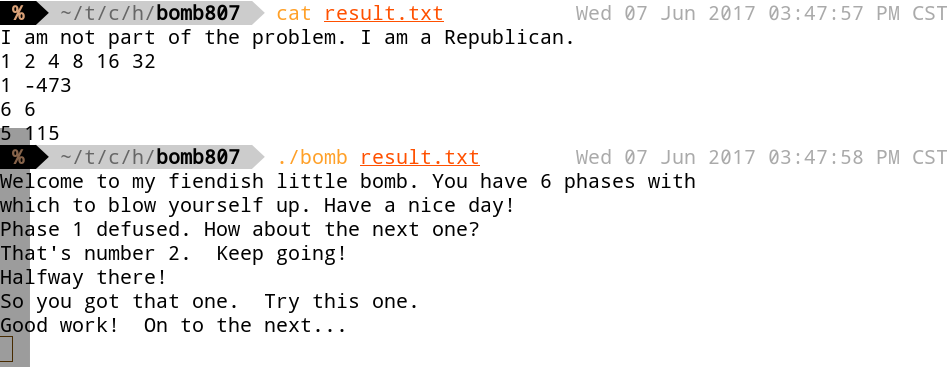 % ~/t/c/h/bomb807 cat result.txt Wed 07 Jun 2017 03:47:57 PM CST
I am not part of the problem. I am a Republican.
1 2 4 8 16 32
1 -473
6 6
5 115
% ~/t/c/h/bomb807 ./bomb result.txt Wed 07 Jun 2017 03:47:58 PM CST
Welcome to my fiendish little bomb. You have 6 phases with
which to blow yourself up. Have a nice day!
Phase 1 defused. How about the next one?
That's number 2.  Keep going!
Halfway there!
So you got that one.  Try this one.
Good work!  On to the next...